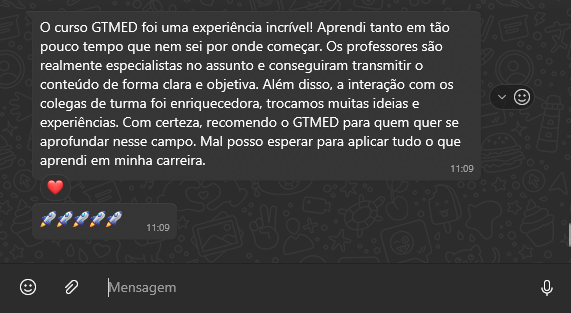 O curso GTMED foi uma experiência incrível! Aprendi tanto em tão
pouco tempo que nem sei por onde começar. Os professores são
realmente especialistas no assunto e conseguiram transmitir o
conteúdo de forma clara e objetiva. Além disso, a interação com os
colegas de turma foi enriquecedora, trocamos muitas ideias e
experiências. Com certeza, recomendo o GTMED para quem quer se
aprofundar nesse campo. Mal posso esperar para aplicar tudo o que
aprendi em minha carreira.
11:09
❤️
🚀🚀🚀🚀🚀
11:09
Mensagem